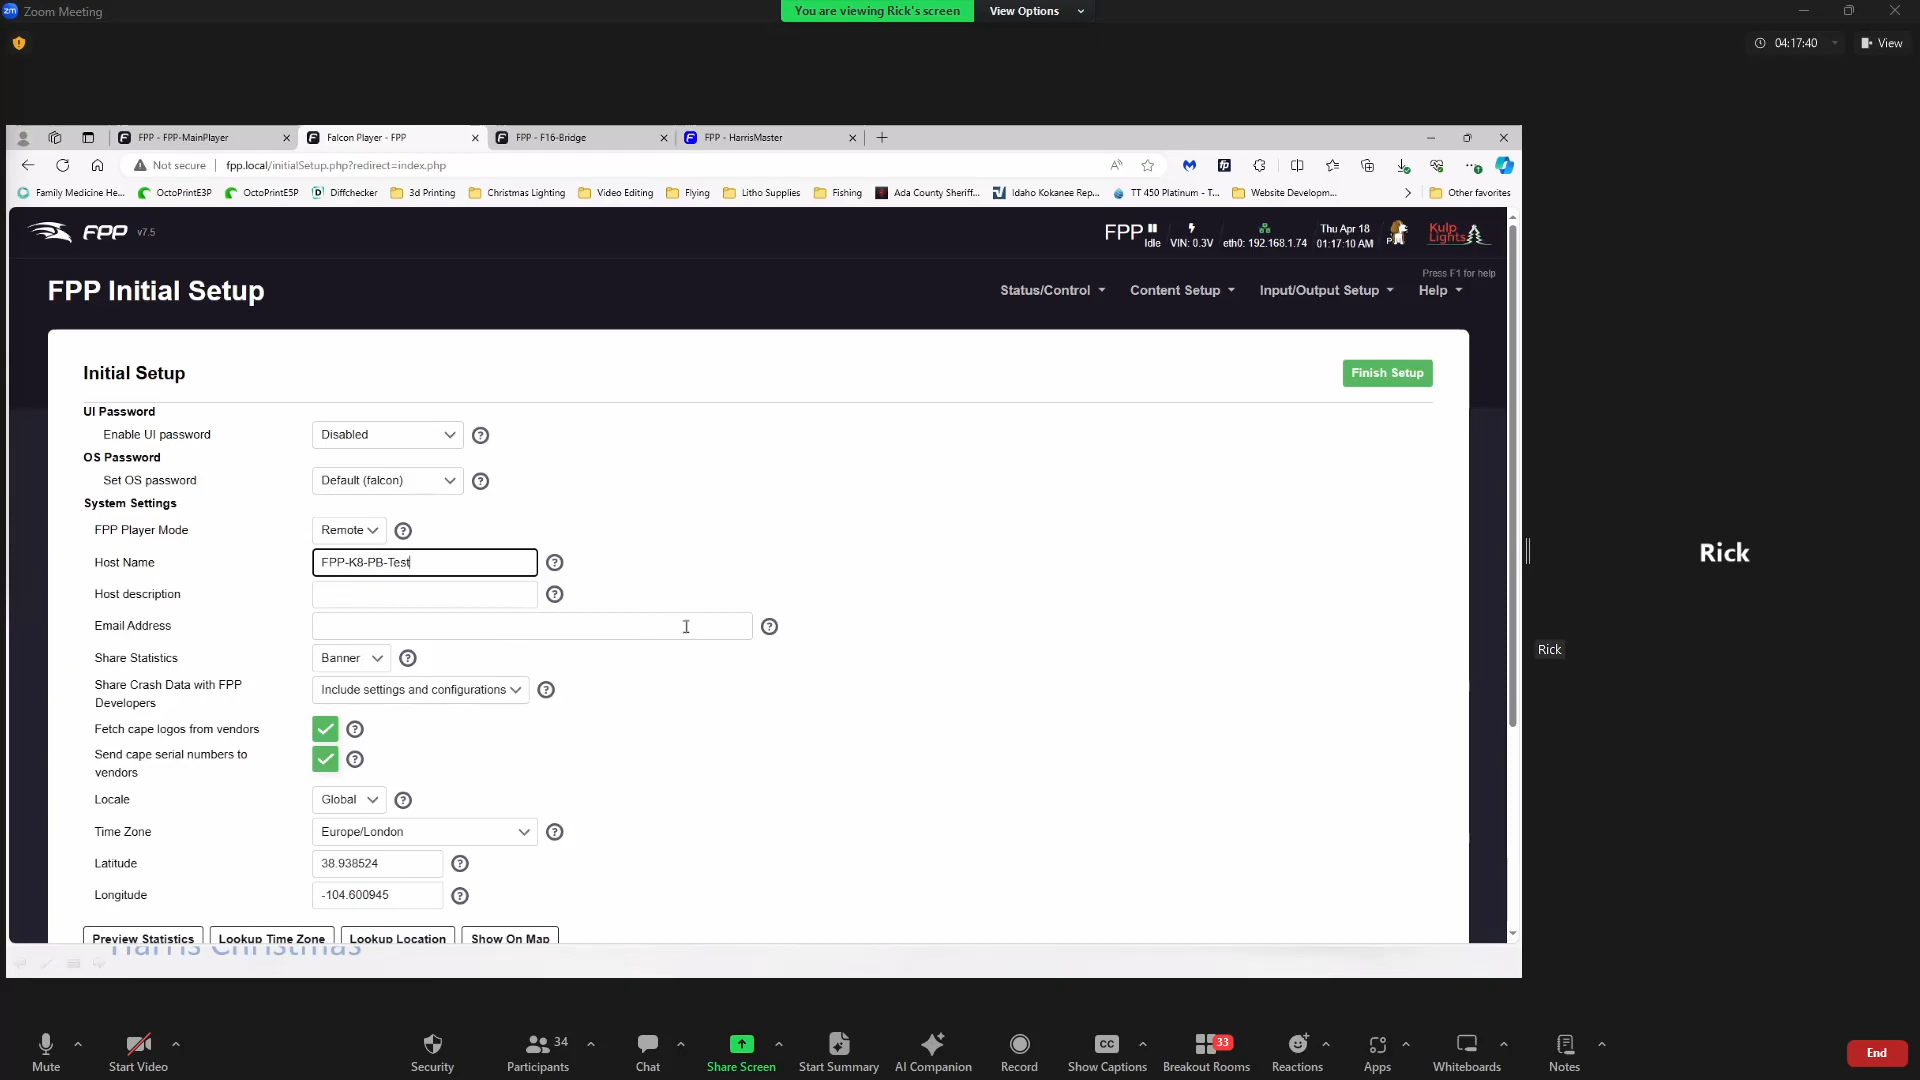 zm Zoom Meeting
You are viewing Rick's screen
View Options
04:17:40
View
FPP - FPP-MainPlayer
Falcon Player - FPP
FPP - F16-Bridge
FPP - HarrisMaster
Not secure
fpp.local/initialSetup.php?redirect=index.php
Family Medicine He...
OctoPrintE3P
OctoPrintE5P
Diffchecker
3d Printing
Christmas Lighting
Video Editing
Flying
Litho Supplies
Fishing
Ada County Sheriff...
Idaho Kokanee Rep...
TT 450 Platinum - T...
Website Developm...
Other favorites
FPP v7.5
FPP
Idle
VIN: 0.3V
eth0: 192.168.1.74
Thu Apr 18
01:17:10 AM
Kulp
Lights
Press F1 for help
FPP Initial Setup
Status/Control
Content Setup
Input/Output Setup
Help
Initial Setup
Finish Setup
UI Password
Enable UI password
Disabled
OS Password
Set OS password
Default (falcon)
System Settings
FPP Player Mode
Remote
Host Name
FPP-K8-PB-Test
Host description
Email Address
Share Statistics
Banner
Share Crash Data with FPP
Developers
Include settings and configurations
Fetch cape logos from vendors
Send cape serial numbers to
vendors
Locale
Global
Time Zone
Europe/London
Latitude
38.938524
Longitude
-104.600945
Preview Statistics
Lookup Time Zone
Lookup Location
Show On Map
Harris Christmas
Rick
Rick
Mute
Start Video
Security
34
Participants
Chat
Share Screen
Start Summary
AI Companion
Record
CC
Show Captions
33
Breakout Rooms
Reactions
Apps
Whiteboards
Notes
End